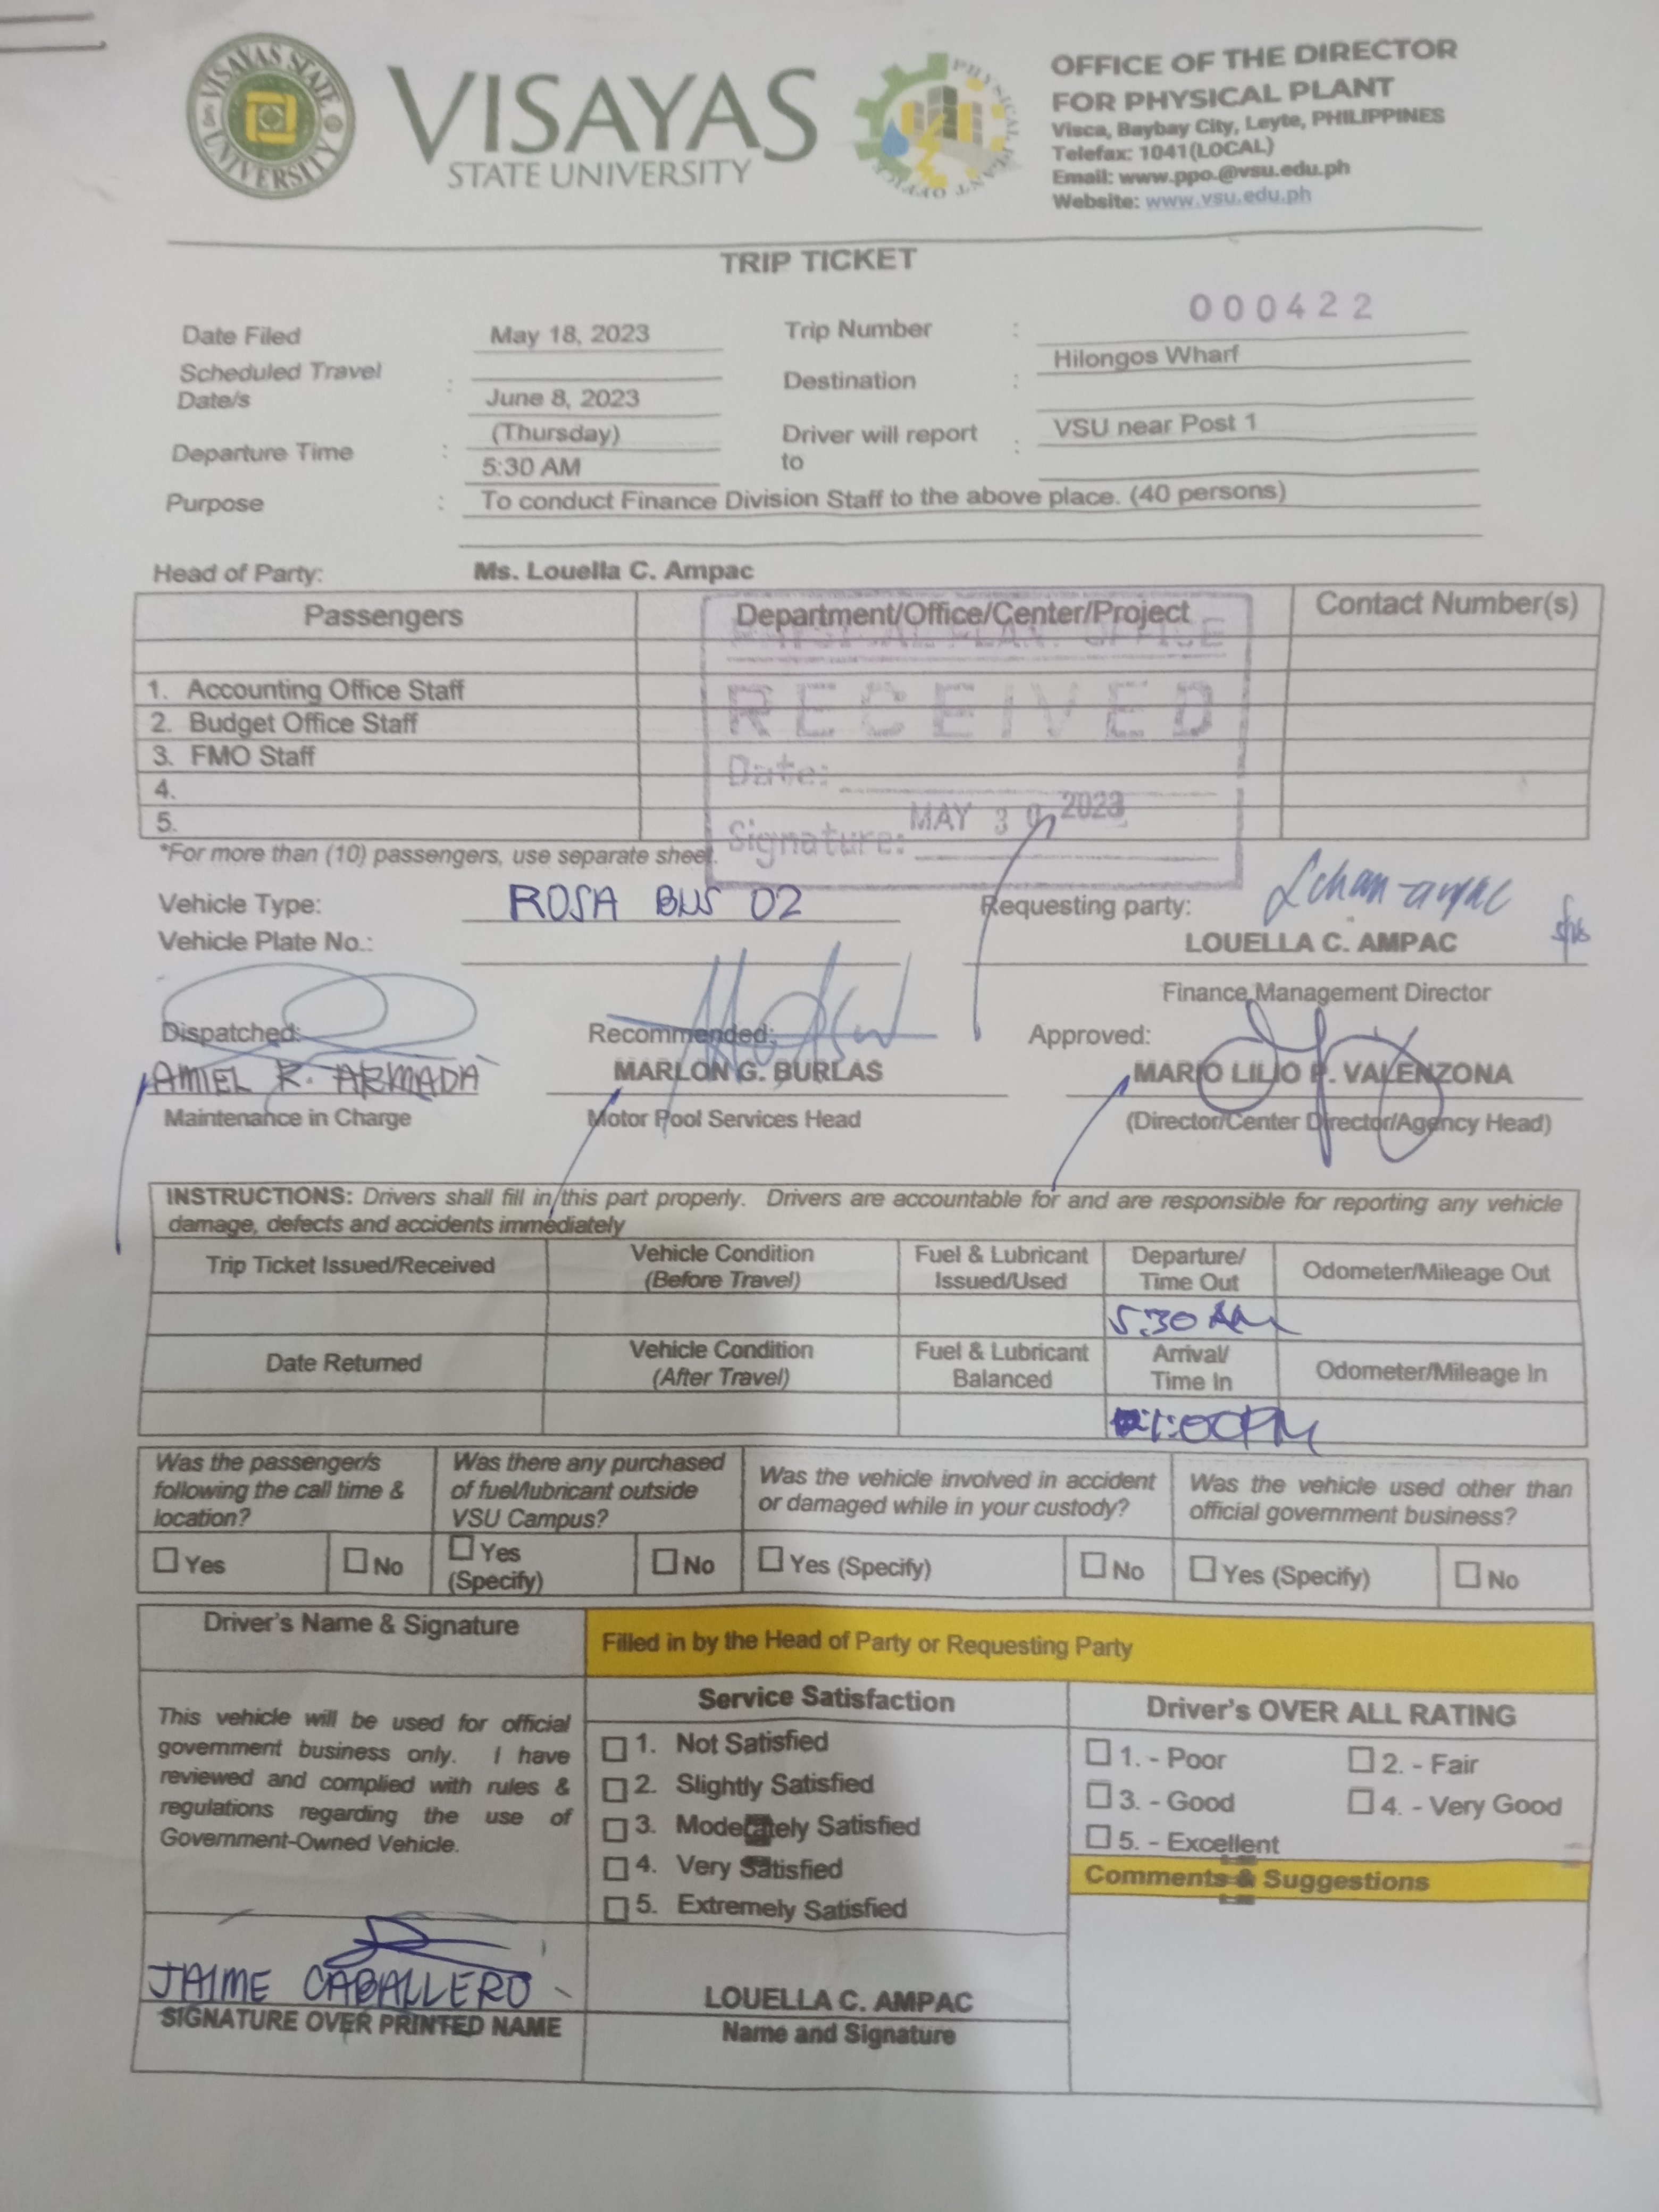 VISAYAS STATE UNIVERSITY
VISAYAS
STATE UNIVERSITY
PHYSICAL PLANT OFFICE
OFFICE OF THE DIRECTOR
FOR PHYSICAL PLANT
Visca, Baybay City, Leyte, PHILIPPINES
Telefax: 1041(LOCAL)
Email: www.ppo.@vsu.edu.ph
Website: www.vsu.edu.ph
TRIP TICKET
Date Filed May 18, 2023 Trip Number : 000422
Scheduled Travel Date/s : June 8, 2023 (Thursday)
Destination : Hilongos Wharf
Departure Time : 5:30 AM
Driver will report to : VSU near Post 1
Purpose : To conduct Finance Division Staff to the above place. (40 persons)
Head of Party: Ms. Louella C. Ampac
Passengers Department/Office/Center/Project Contact Number(s)
1. Accounting Office Staff
2. Budget Office Staff
3. FMO Staff
4.
5.
OFFICE
RECEIVED
Date:
MAY 30 2023
Signature:
*For more than (10) passengers, use separate sheet.
Vehicle Type: ROSA BUS 02
Requesting party:
Vehicle Plate No.:
LOUELLA C. AMPAC
Finance Management Director
Dispatched: Recommended: Approved:
AMIEL R. ARMADA MARLON G. BURLAS MARIO LILIO P. VALENZONA
Maintenance in Charge Motor Pool Services Head (Director/Center Director/Agency Head)
INSTRUCTIONS: Drivers shall fill in this part properly. Drivers are accountable for and are responsible for reporting any vehicle
damage, defects and accidents immediately
Trip Ticket Issued/Received Vehicle Condition (Before Travel) Fuel & Lubricant Issued/Used Departure/ Time Out Odometer/Mileage Out
5:30 AM
Date Returned Vehicle Condition (After Travel) Fuel & Lubricant Balanced Arrival/ Time In Odometer/Mileage In
1:00PM
Was the passenger/s following the call time & location?
Was there any purchased of fuel/lubricant outside VSU Campus?
Was the vehicle involved in accident or damaged while in your custody?
Was the vehicle used other than official government business?
Yes No Yes (Specify) No Yes (Specify) No Yes (Specify) No
Driver's Name & Signature
Filled in by the Head of Party or Requesting Party
This vehicle will be used for official
government business only. I have
reviewed and complied with rules &
regulations regarding the use of
Government-Owned Vehicle.
Service Satisfaction
1. Not Satisfied
2. Slightly Satisfied
3. Moderately Satisfied
4. Very Satisfied
5. Extremely Satisfied
Driver's OVER ALL RATING
1. - Poor 2. - Fair
3. - Good 4. - Very Good
5. - Excellent
Comments & Suggestions
JAIME CABALLERO
SIGNATURE OVER PRINTED NAME
LOUELLA C. AMPAC
Name and Signature